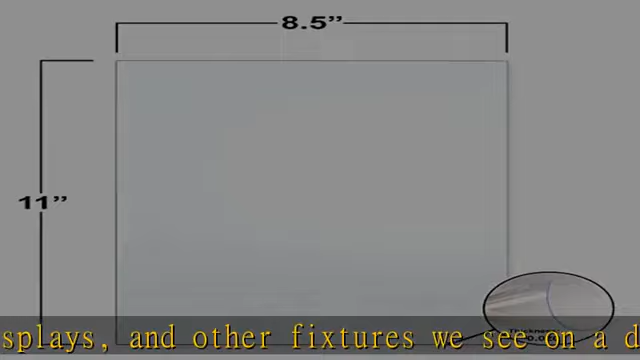 8.5”
11”
splays, and other fixtures we see on a d